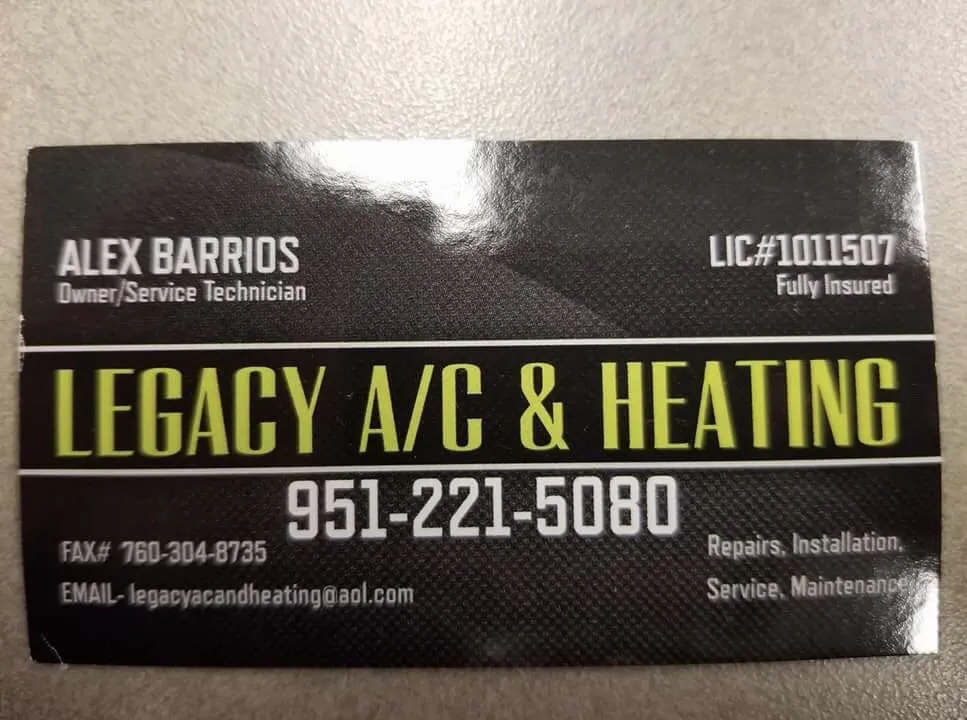 ALEX BARRIOS
Owner/Service Technician
LIC#1011507
Fully Insured
LEGACY A/C & HEATING
951-221-5080
FAX# 760-304-8735
EMAIL- legacyacandheating@aol.com
Repairs, Installation,
Service, Maintenance